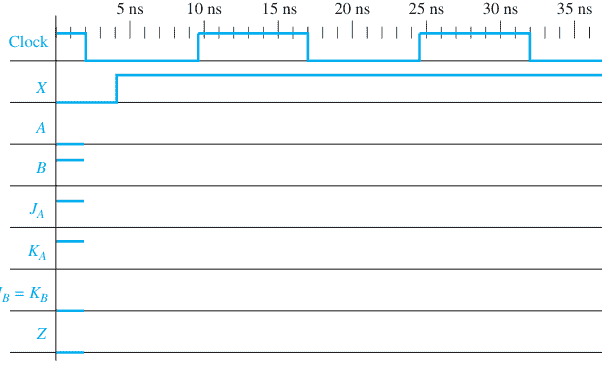 5 ns 10 ns 15 ns 20 ns 25 ns 30 ns 35 ns
Clock
X
A
B
J_A
K_A
J_B = K_B
Z